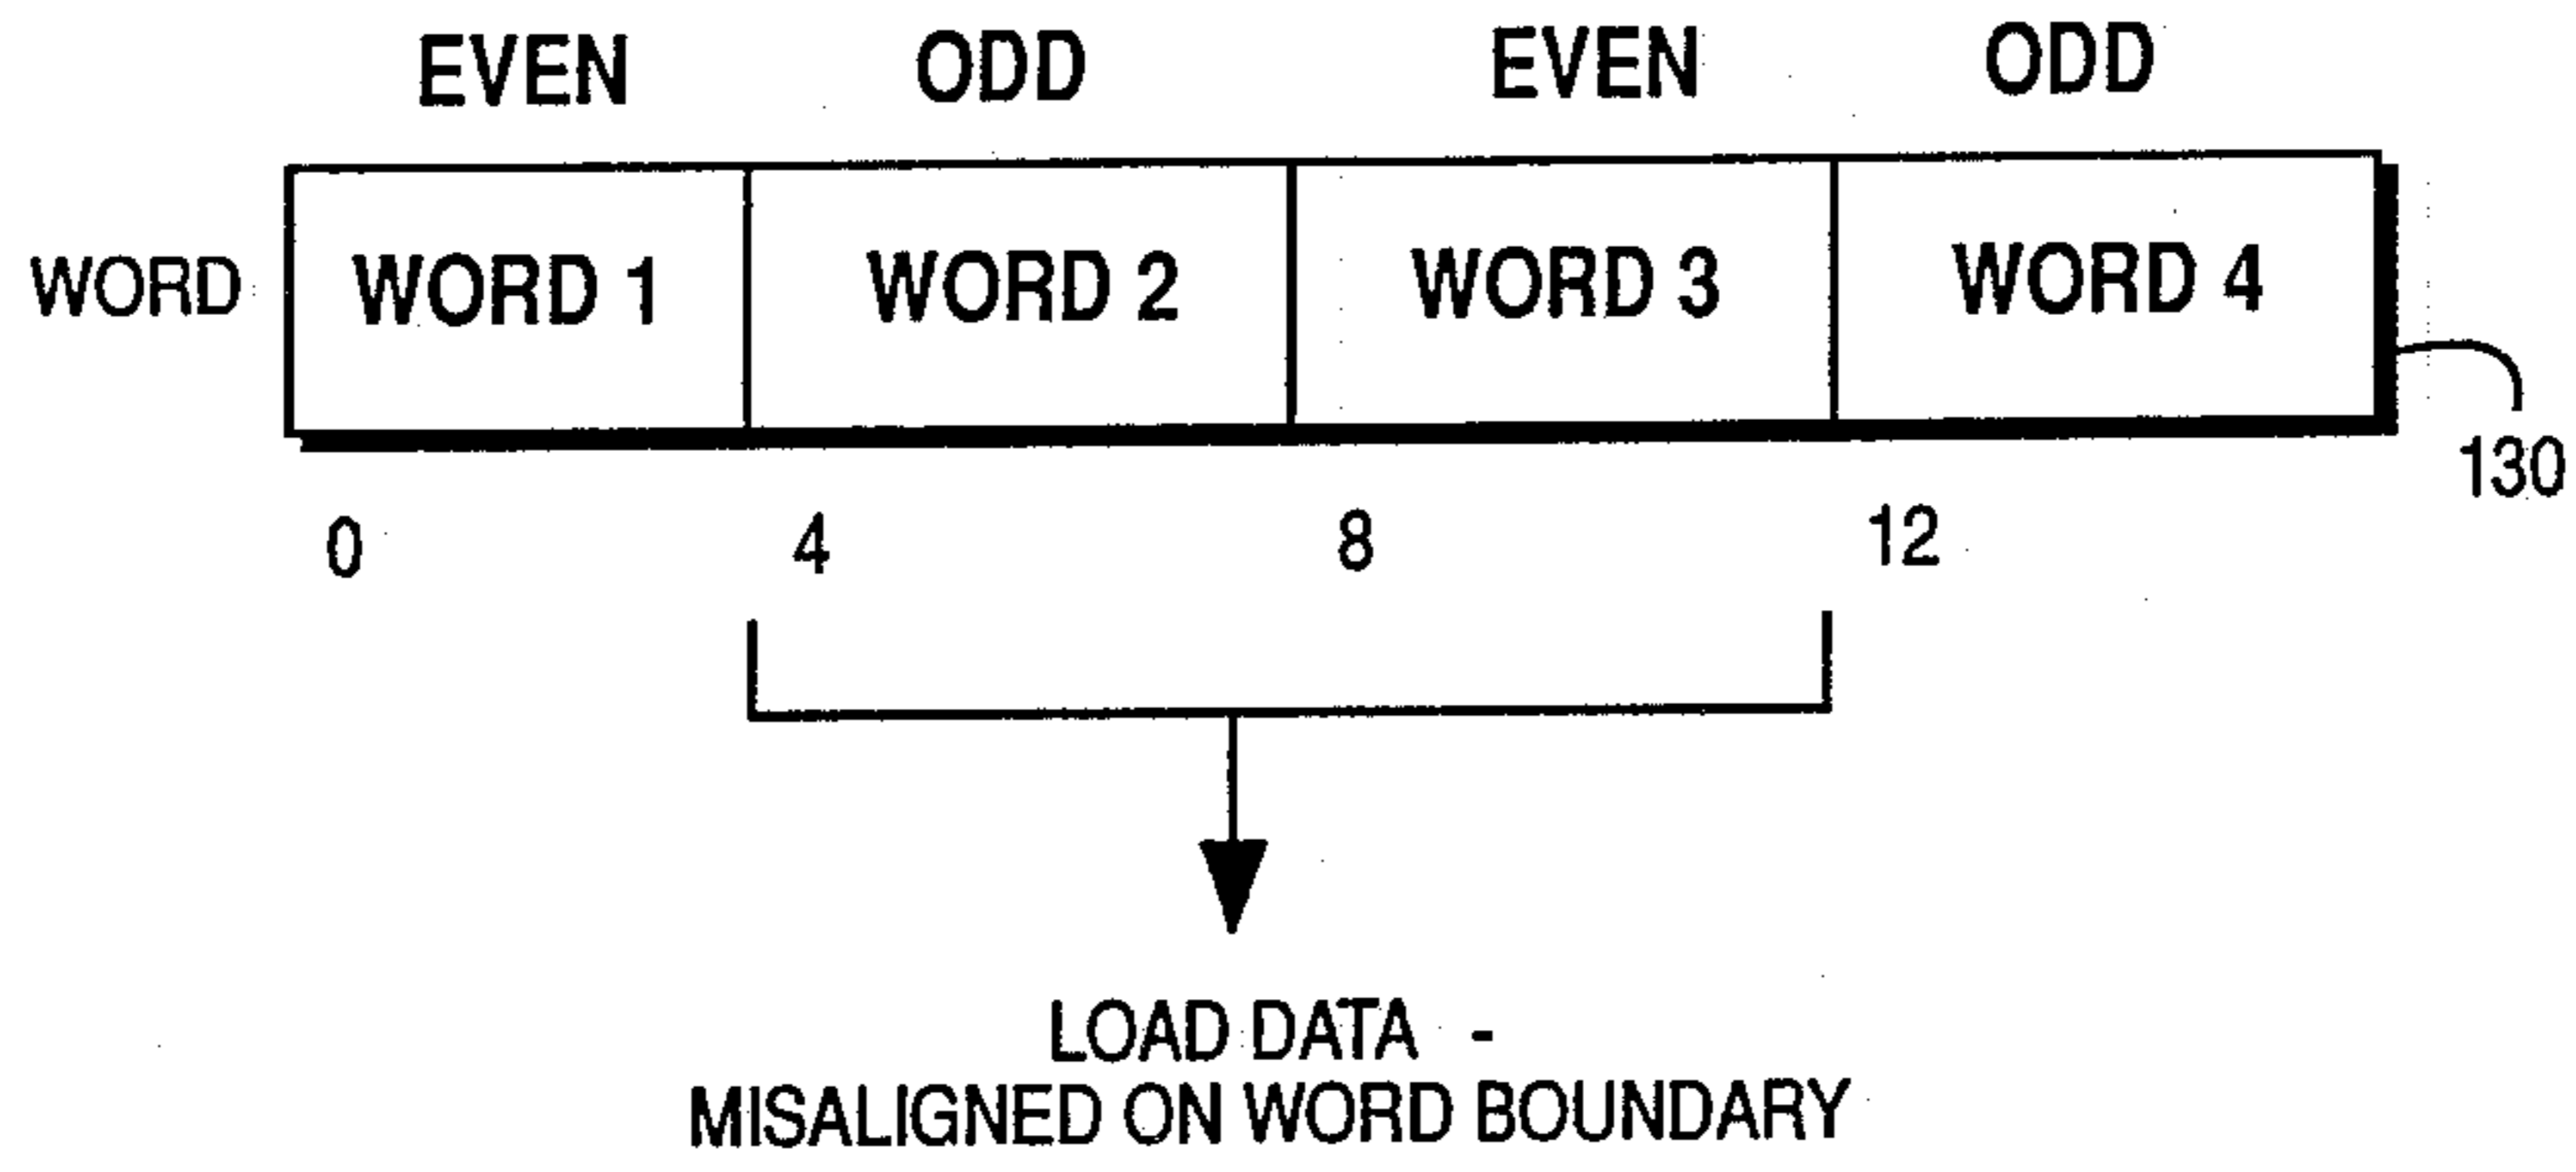 EVEN ODD EVEN ODD
WORD WORD 1 WORD 2 WORD 3 WORD 4
130
0 4 8 12
LOAD DATA -
MISALIGNED ON WORD BOUNDARY